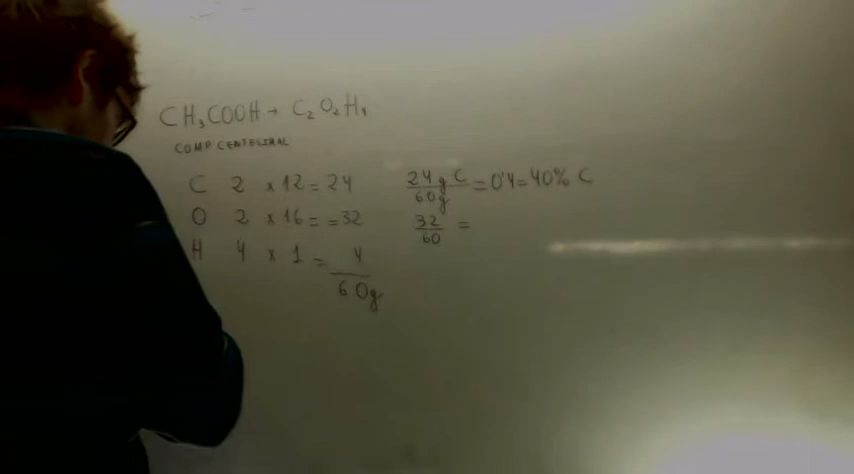 CH₃COOH → C₂O₂H₄
COMP CENTESIMAL
C 2 x 12 = 24
O 2 x 16 = = 32
H 4 x 1 = 4
60g
24g C / 60g = 0'4 = 40% C
32 / 60 =